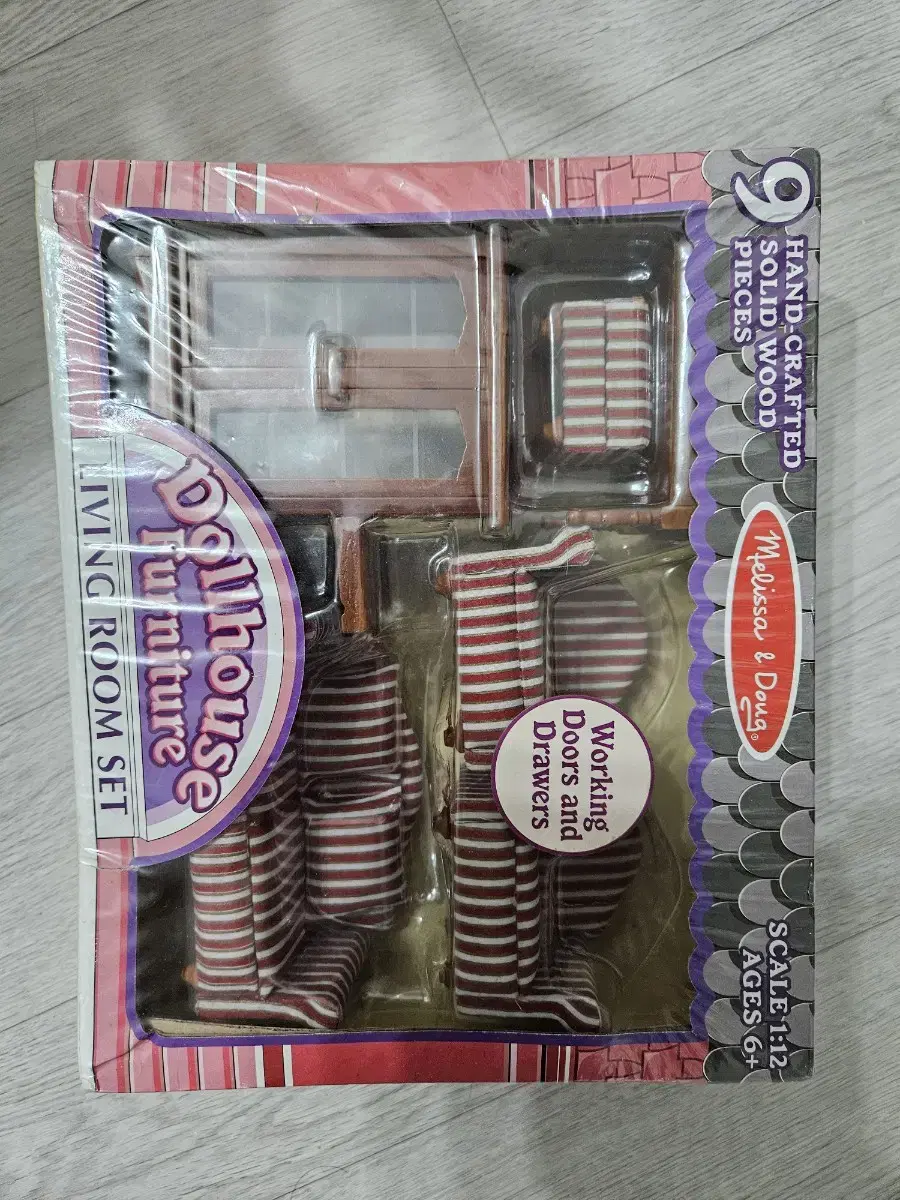 9
HAND-CRAFTED
SOLID WOOD
PIECES
Melissa & Doug®
SCALE 1:12
AGES 6+
Working
Doors and
Drawers
Dollhouse
Furniture
LIVING ROOM SET